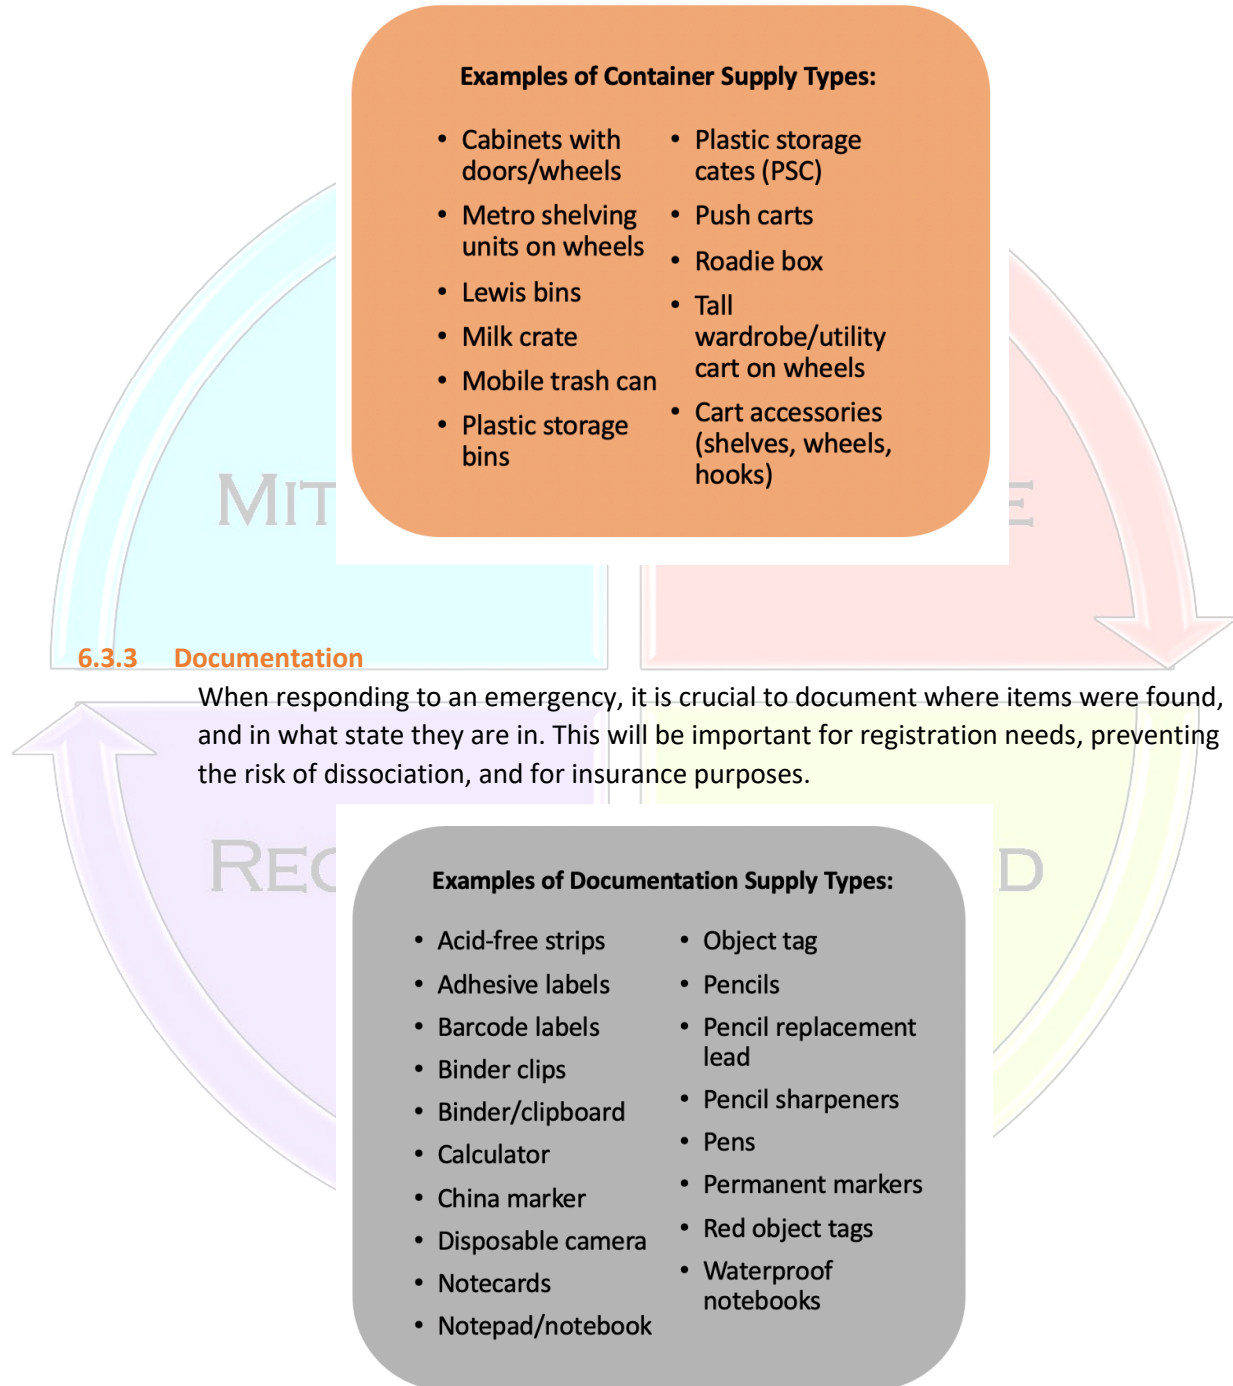 Examples of Container Supply Types:
• Cabinets with
doors/wheels
• Metro shelving
units on wheels
• Lewis bins
• Milk crate
• Mobile trash can
• Plastic storage
bins
• Plastic storage
cates (PSC)
• Push carts
• Roadie box
• Tall
wardrobe/utility
cart on wheels
• Cart accessories
(shelves, wheels,
hooks)
MIT
E
6.3.3 Documentation
When responding to an emergency, it is crucial to document where items were found,
and in what state they are in. This will be important for registration needs, preventing
the risk of dissociation, and for insurance purposes.
REC
D
Examples of Documentation Supply Types:
• Acid-free strips
• Adhesive labels
• Barcode labels
• Binder clips
• Binder/clipboard
• Calculator
• China marker
• Disposable camera
• Notecards
• Notepad/notebook
• Object tag
• Pencils
• Pencil replacement
lead
• Pencil sharpeners
• Pens
• Permanent markers
• Red object tags
• Waterproof
notebooks